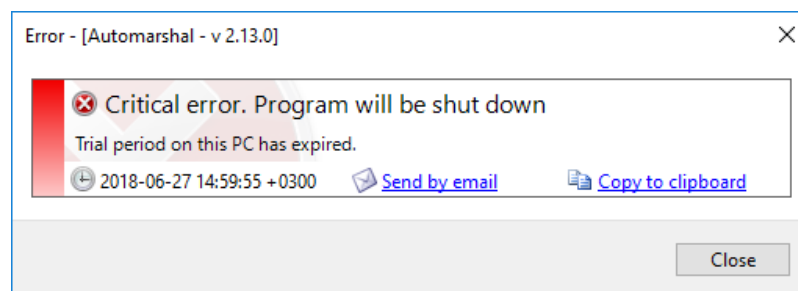 Error - [Automarshal - v 2.13.0]
Critical error. Program will be shut down
Trial period on this PC has expired.
2018-06-27 14:59:55 +0300 Send by email Copy to clipboard
Close